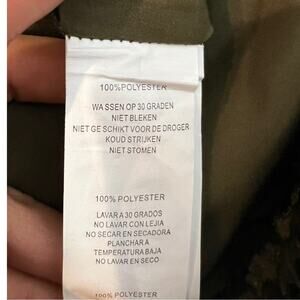 100%POLYESTER
WASSEN OP 30 GRADEN
NIET BLEKEN
NIET GE SCHIKT VOOR DE DROGER
KOUD STRIJKEN
NIET STOMEN
100% POLYESTER
LAVAR A 30 GRADOS
NO LAVAR CON LEJIA
NO SECAR EN SECADORA
PLANCHAR A
TEMPERATURA BAJA
NO LAVAR EN SECO
100% POLYESTER